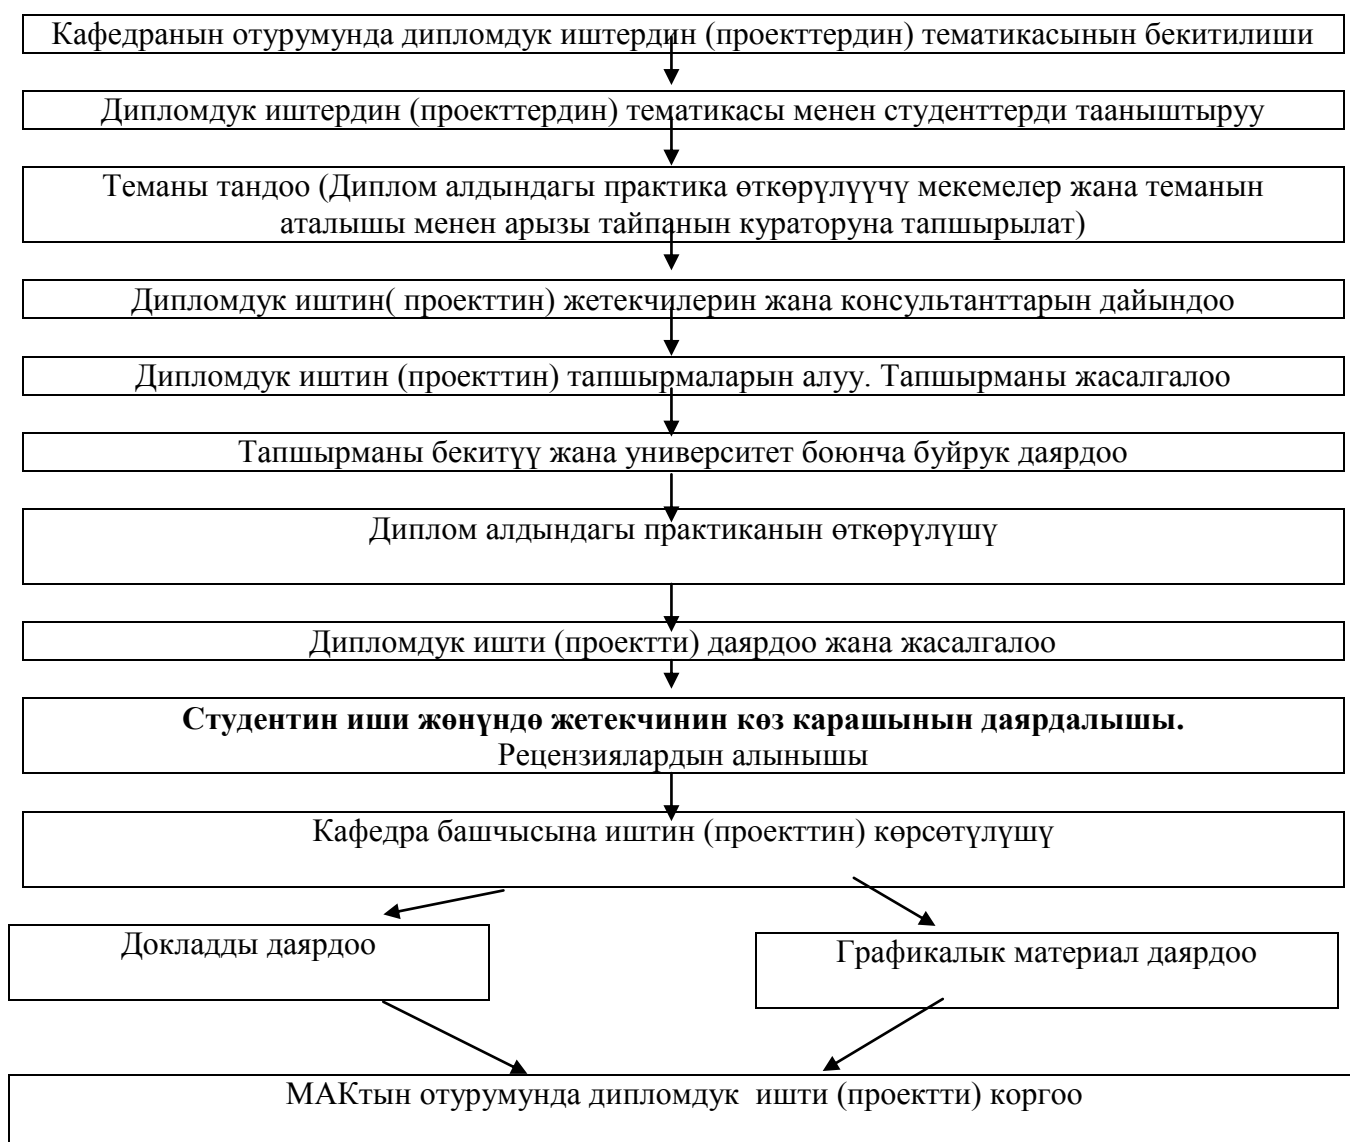 Кафедранын отурумунда дипломдук иштердин (проекттердин) тематикасынын бекитилиши
Дипломдук иштердин (проекттердин) тематикасы менен студенттерди тааныштыруу
Теманы тандоо (Диплом алдындагы практика өткөрүлүүчү мекемелер жана теманын
аталышы менен арызы тайпанын кураторуна тапшырылат)
Дипломдук иштин( проекттин) жетекчилерин жана консультанттарын дайындоо
Дипломдук иштин (проекттин) тапшырмаларын алуу. Тапшырманы жасалгалоо
Тапшырманы бекитүү жана университет боюнча буйрук даярдоо
Диплом алдындагы практиканын өткөрүлүшү
Дипломдук ишти (проектти) даярдоо жана жасалгалоо
Студентин иши жөнүндө жетекчинин көз карашынын даярдалышы.
Рецензиялардын алынышы
Кафедра башчысына иштин (проекттин) көрсөтүлүшү
Докладды даярдоо
Графикалык материал даярдоо
МАКтын отурумунда дипломдук ишти (проектти) коргоо